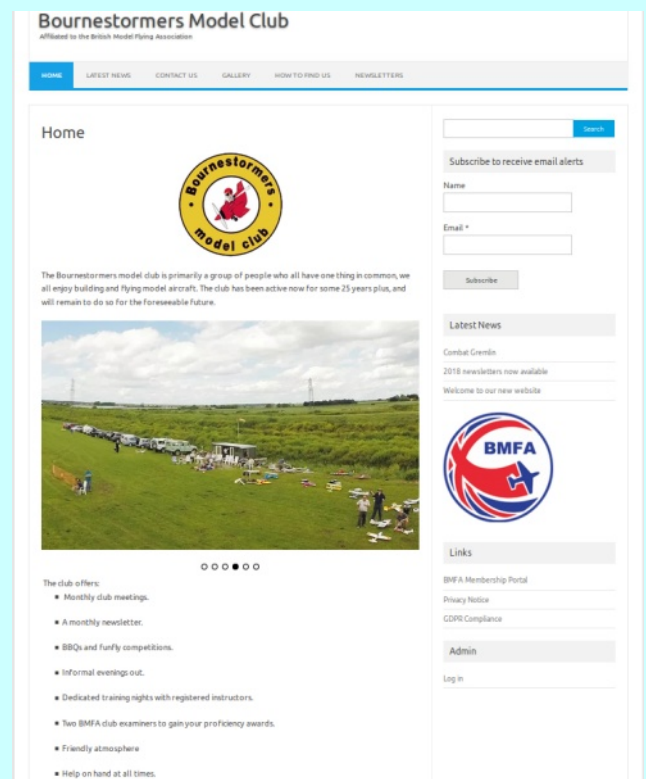 Bournestormers Model Club
Affiliated to the British Model Flying Association
HOME LATEST NEWS CONTACT US GALLERY HOW TO FIND US NEWSLETTERS
Home
Bournestormers
model club
The Bournestormers model club is primarily a group of people who all have one thing in common, we
all enjoy building and flying model aircraft. The club has been active now for some 25 years plus, and
will remain to do so for the foreseeable future.
The club offers:
Monthly club meetings.
A monthly newsletter.
BBQs and funfly competitions.
Informal evenings out.
Dedicated training nights with registered instructors.
Two BMFA club examiners to gain your proficiency awards.
Friendly atmosphere
Help on hand at all times.
Search
Subscribe to receive email alerts
Name
Email *
Subscribe
Latest News
Combat Gremlin
2018 newsletters now available
Welcome to our new website
BMFA
Links
BMFA Membership Portal
Privacy Notice
GDPR Compliance
Admin
Log in